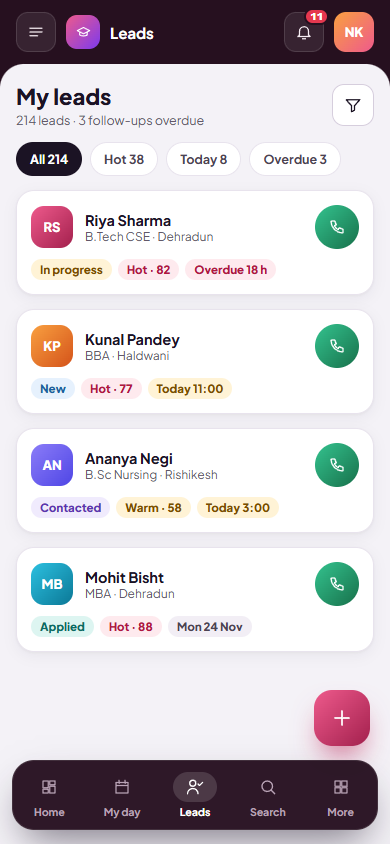 Leads
11
NK
My leads
214 leads · 3 follow-ups overdue
All 214
Hot 38
Today 8
Overdue 3
RS
Riya Sharma
B.Tech CSE · Dehradun
In progress
Hot · 82
Overdue 18 h
KP
Kunal Pandey
BBA · Haldwani
New
Hot · 77
Today 11:00
AN
Ananya Negi
B.Sc Nursing · Rishikesh
Contacted
Warm · 58
Today 3:00
MB
Mohit Bisht
MBA · Dehradun
Applied
Hot · 88
Mon 24 Nov
Home
My day
Leads
Search
More